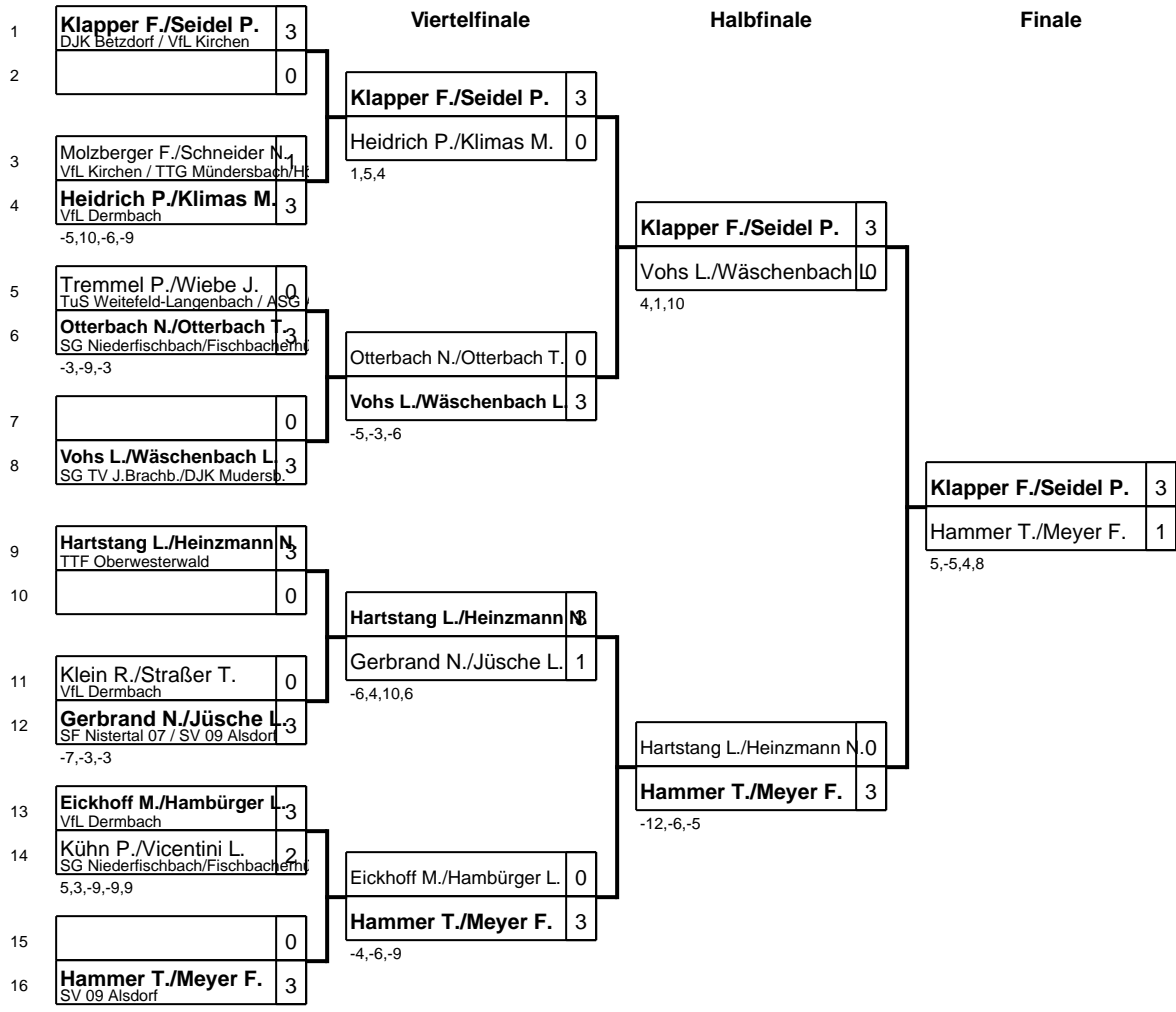 Viertelfinale
Halbfinale
Finale
1
Klapper F./Seidel P. 3
DJK Betzdorf / VfL Kirchen
2
0
3
Molzberger F./Schneider N. 1
VfL Kirchen / TTG Mündersbach/Hö
4
Heidrich P./Klimas M. 3
VfL Dermbach
-5,10,-6,-9
5
Tremmel P./Wiebe J. 0
TuS Weitefeld-Langenbach / ASG
6
Otterbach N./Otterbach T. 3
SG Niederfischbach/Fischbacherhü
-3,-9,-3
7
0
8
Vohs L./Wäschenbach L. 3
SG TV J.Brachb./DJK Mudersb.
9
Hartstang L./Heinzmann N. 3
TTF Oberwesterwald
10
0
11
Klein R./Straßer T. 0
VfL Dermbach
12
Gerbrand N./Jüsche L. 3
SF Nistertal 07 / SV 09 Alsdorf
-7,-3,-3
13
Eickhoff M./Hambürger L. 3
VfL Dermbach
14
Kühn P./Vicentini L. 2
SG Niederfischbach/Fischbacherhü
5,3,-9,-9,9
15
0
16
Hammer T./Meyer F. 3
SV 09 Alsdorf
Klapper F./Seidel P. 3
Heidrich P./Klimas M. 0
1,5,4
Otterbach N./Otterbach T. 0
Vohs L./Wäschenbach L. 3
-5,-3,-6
Hartstang L./Heinzmann N. 3
Gerbrand N./Jüsche L. 1
-6,4,10,6
Eickhoff M./Hambürger L. 0
Hammer T./Meyer F. 3
-4,-6,-9
Klapper F./Seidel P. 3
Vohs L./Wäschenbach L. 0
4,1,10
Hartstang L./Heinzmann N. 0
Hammer T./Meyer F. 3
-12,-6,-5
Klapper F./Seidel P. 3
Hammer T./Meyer F. 1
5,-5,4,8